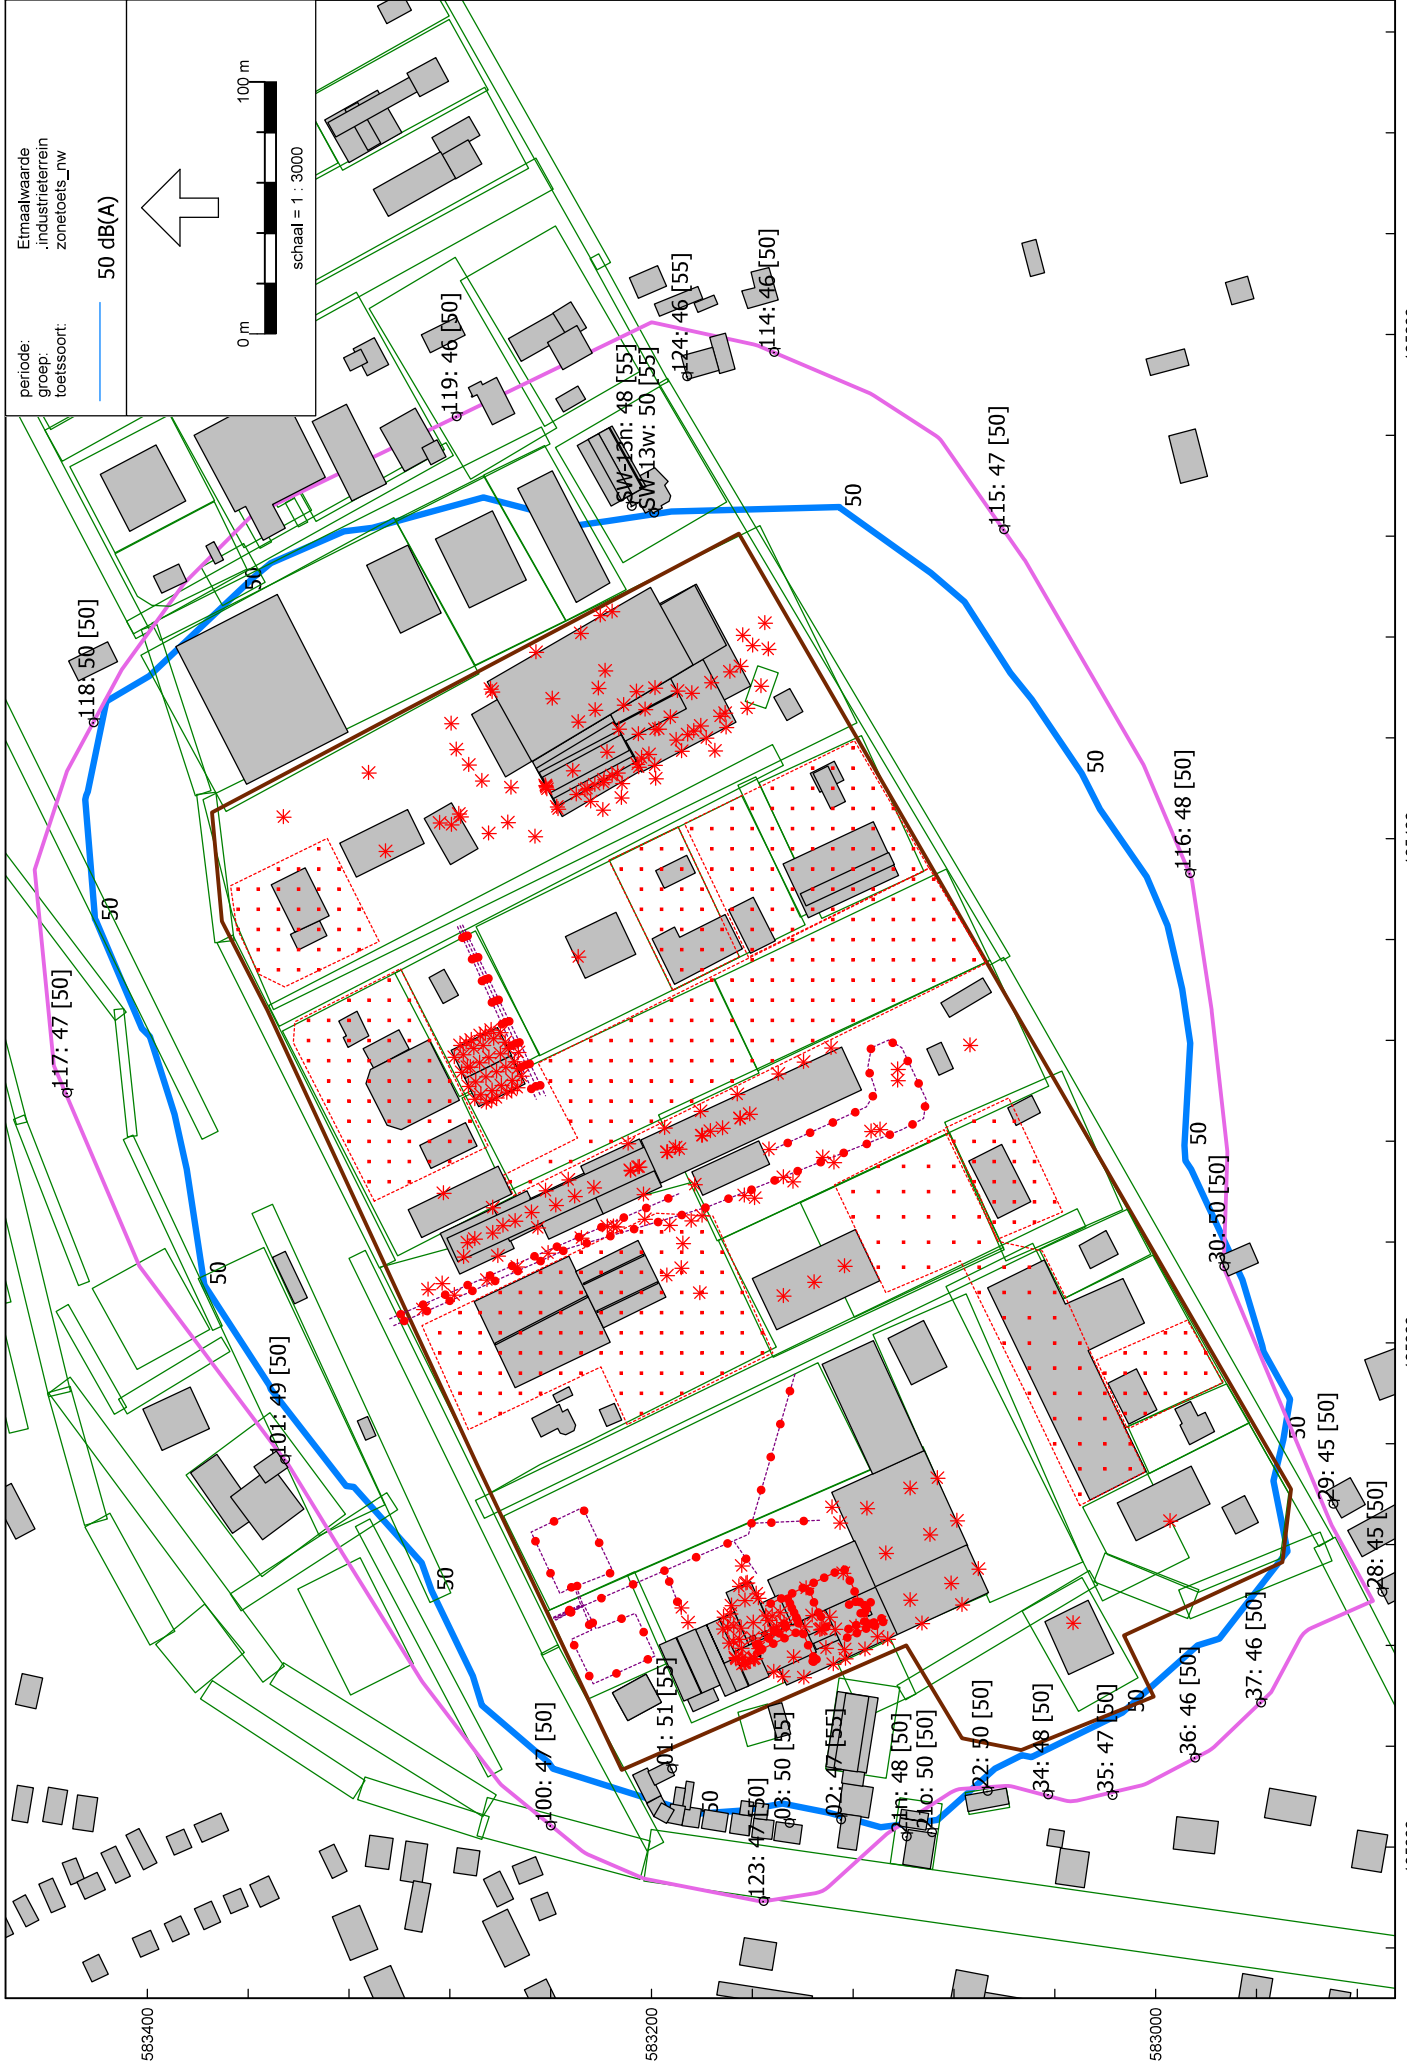 periode: Etmaalwaarde
groep: .industrieterrein
toetssoort: zonetoets_nw
50 dB(A)
0 m 100 m
schaal = 1 : 3000
118: 50 [50]
117: 47 [50]
119: 46 [50]
SW-13n: 48 [55]
SW-13w: 50 [55]
124: 46 [55]
114: 46 [50]
115: 47 [50]
116: 48 [50]
30: 50 [50]
29: 45 [50]
28: 45 [50]
37: 46 [50]
36: 46 [50]
35: 47 [50]
34: 48 [50]
22: 50 [50]
21o: 50 [50]
21n: 48 [50]
02: 47 [55]
03: 50 [55]
123: 47 [50]
01: 51 [55]
100: 47 [50]
101: 49 [50]
50
50
50
50
50
50
50
50
50
50
50
583400
583200
583000